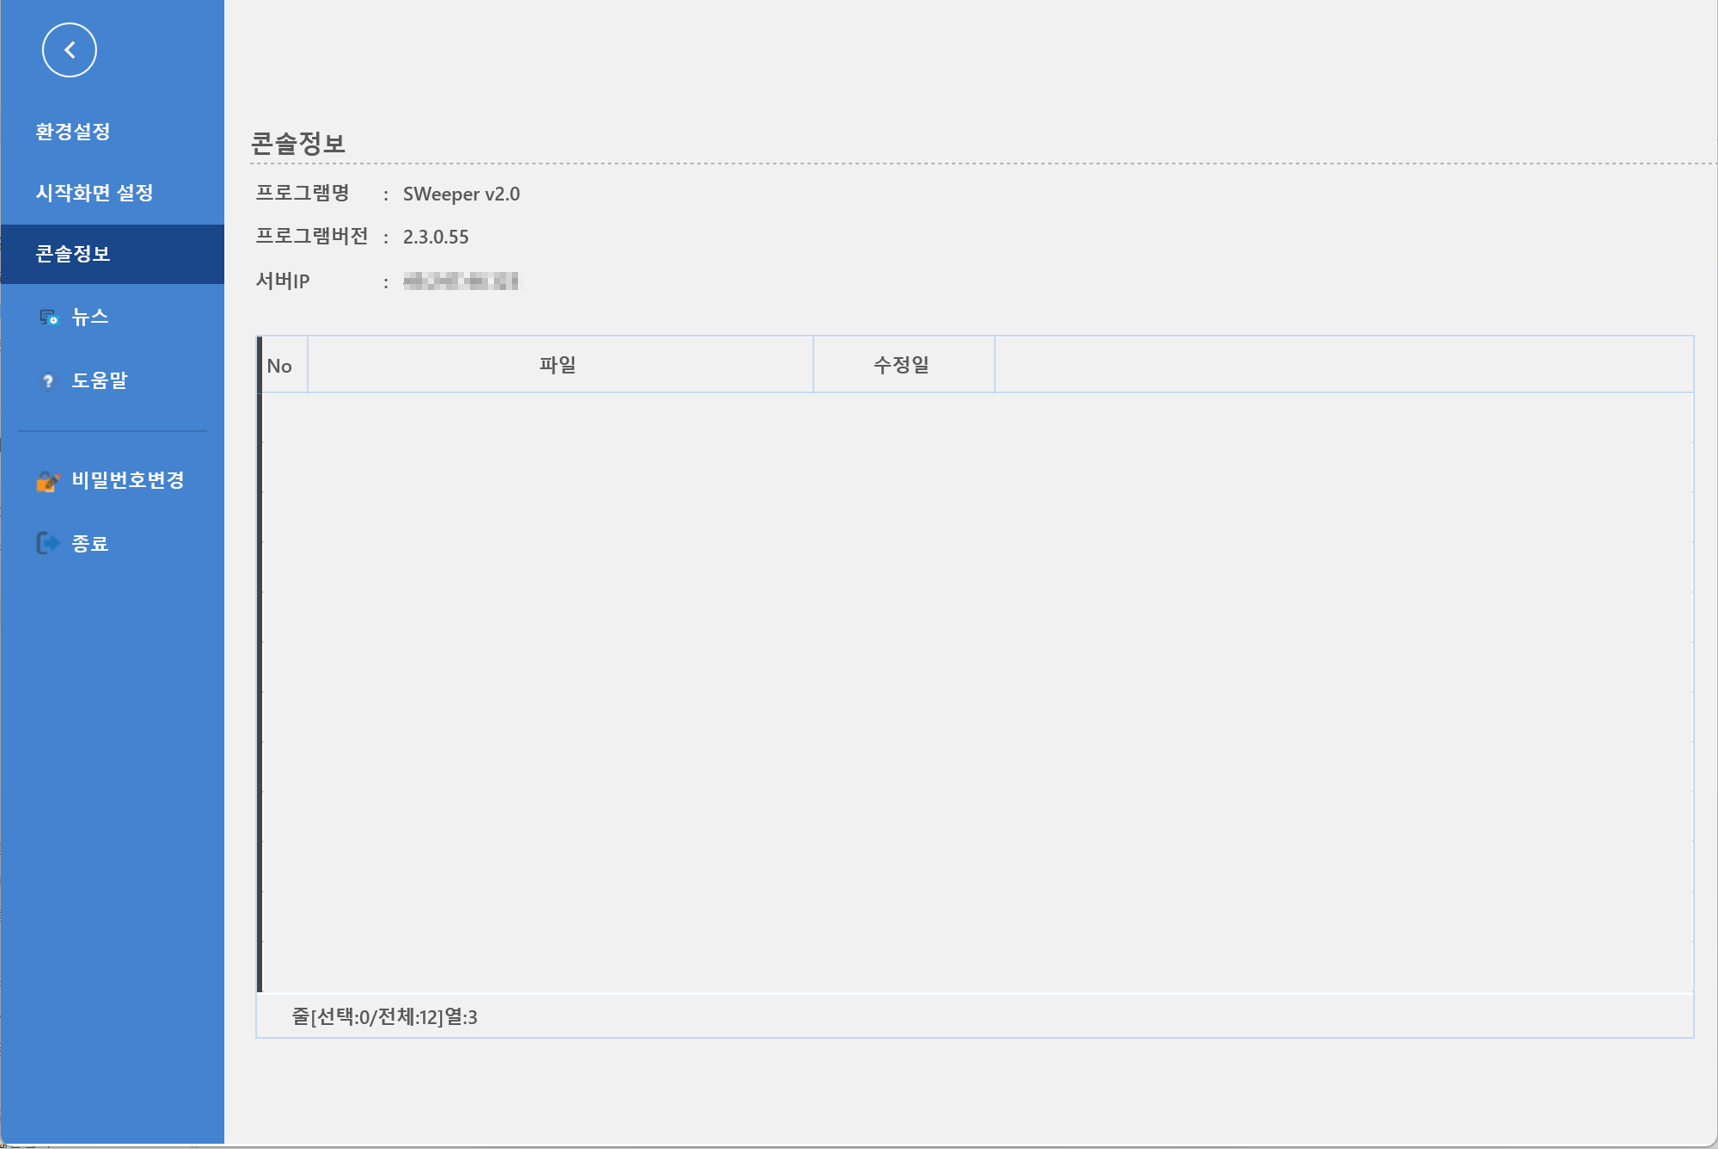 환경설정
시작화면 설정
콘솔정보
뉴스
도움말
비밀번호변경
종료
콘솔정보
프로그램명 : SWeeper v2.0
프로그램버전 : 2.3.0.55
서버IP :
No 파일 수정일
줄[선택:0/전체:12]열:3